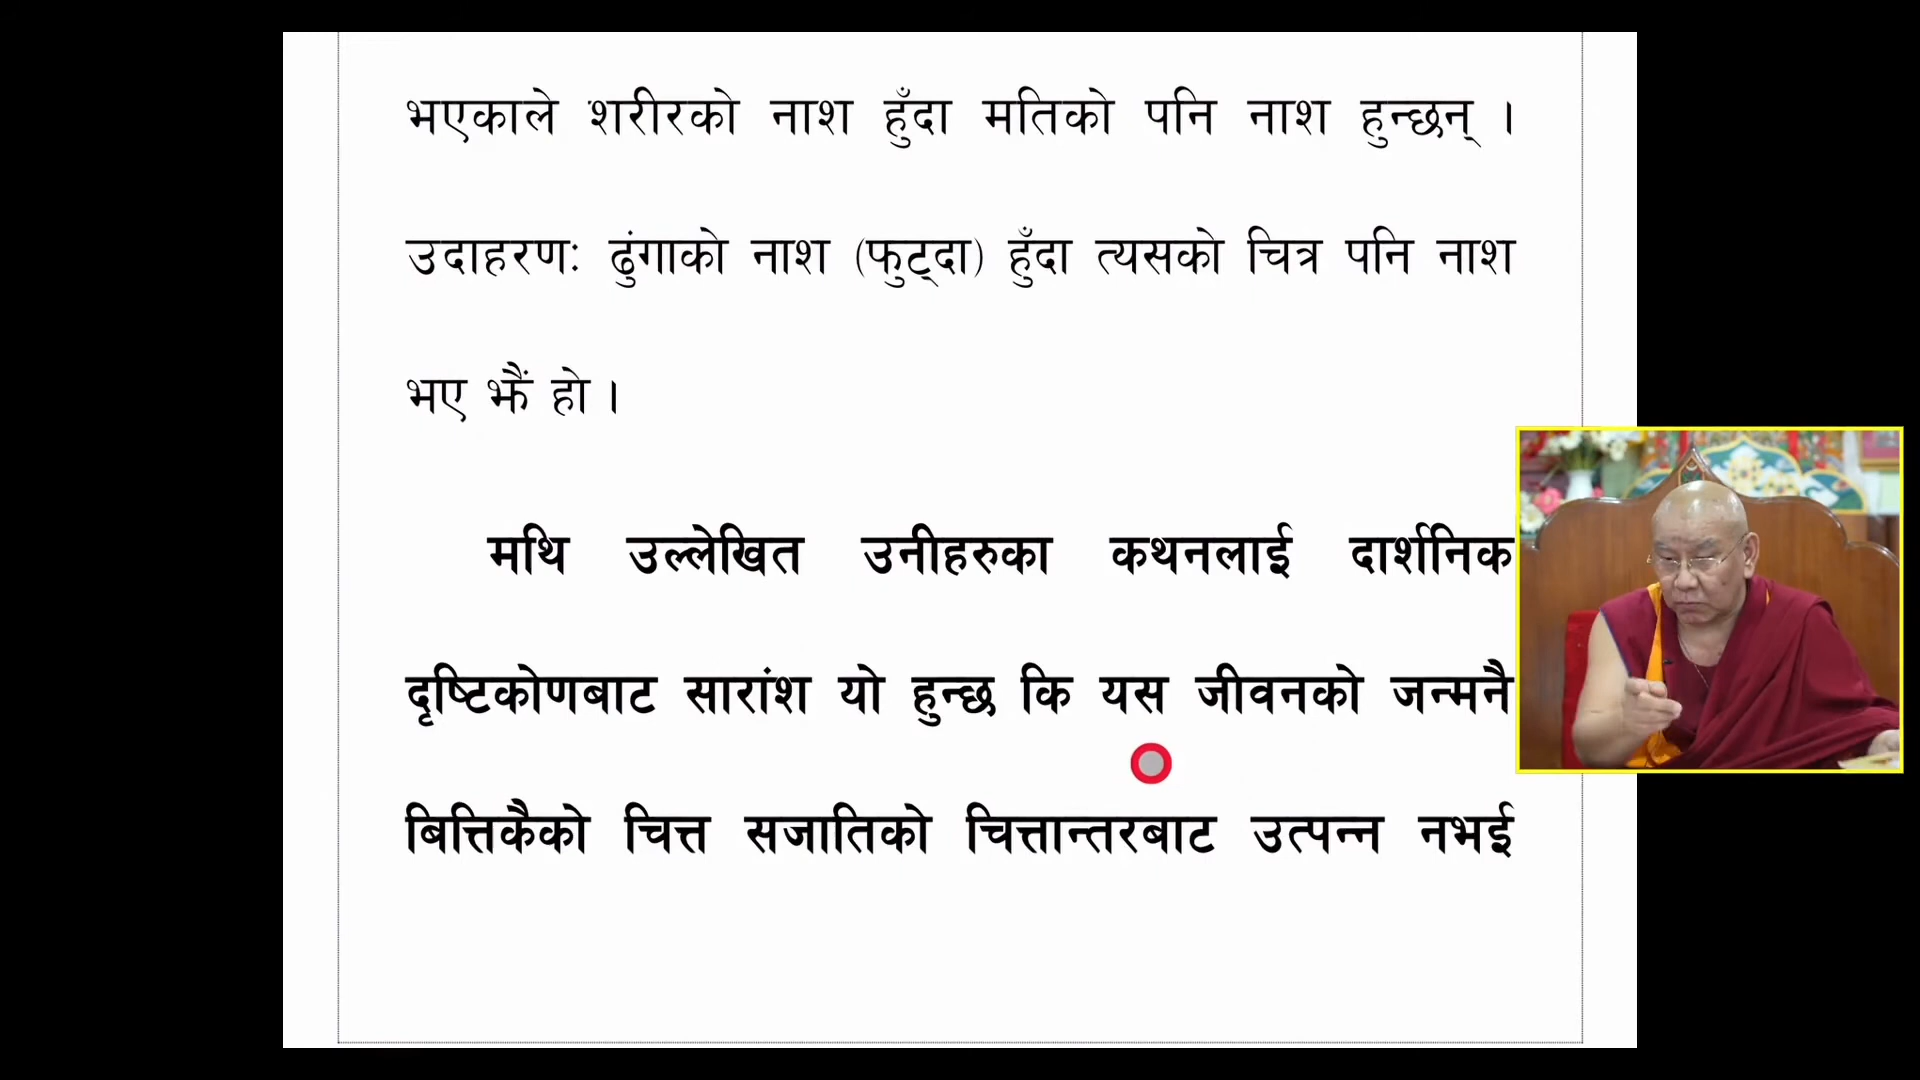 भएकाले शरीरको नाश हुँदा मतिको पनि नाश हुन्छन् ।
उदाहरणः ढुंगाको नाश (फुट्दा) हुँदा त्यसको चित्र पनि नाश
भए झैं हो ।
मथि उल्लेखित उनीहरुका कथनलाई दार्शनिक
दृष्टिकोणबाट सारांश यो हुन्छ कि यस जीवनको जन्मनै
बित्तिकैको चित्त सजातिको चित्तान्तरबाट उत्पन्न नभई